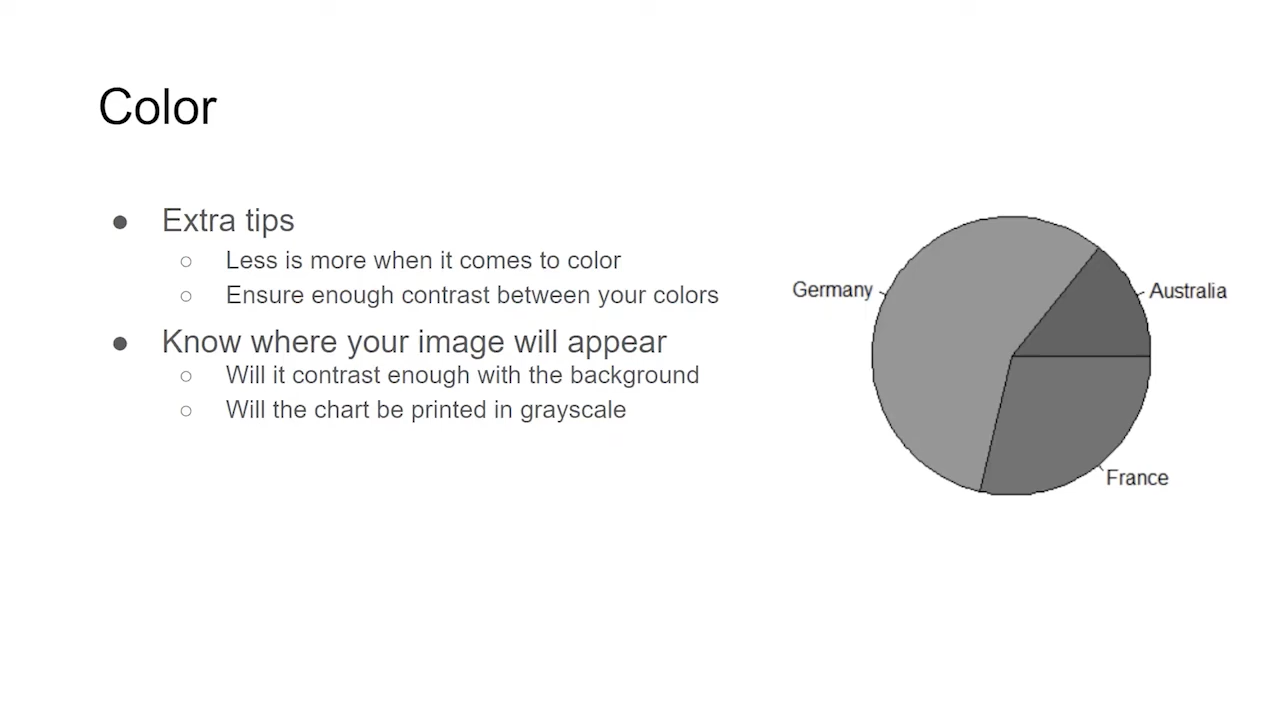 Color
● Extra tips
○ Less is more when it comes to color
○ Ensure enough contrast between your colors
● Know where your image will appear
○ Will it contrast enough with the background
○ Will the chart be printed in grayscale
Germany
Australia
France